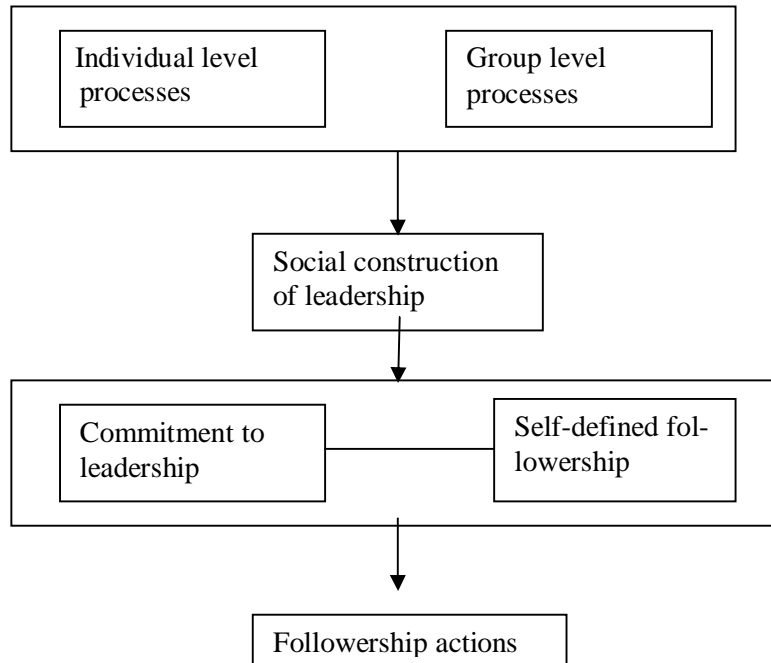 Individual level
processes
Group level
processes
Social construction
of leadership
Commitment to
leadership
Self-defined fol-
lowership
Followership actions